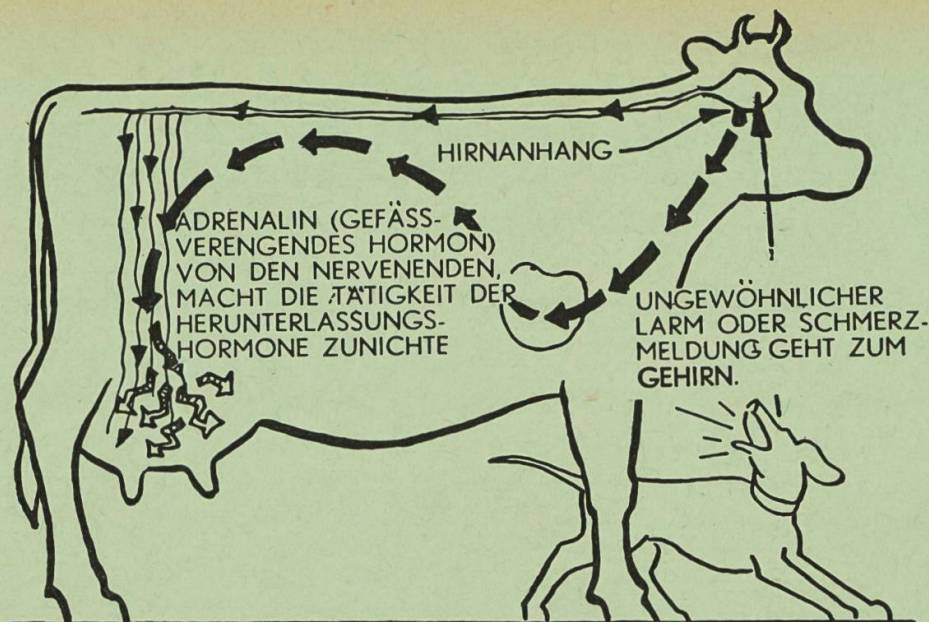 HIRNANHANG
ADRENALIN (GEFÄSS-
VERENGENDES HORMON)
VON DEN NERVENENDEN,
MACHT DIE TÄTIGKEIT DER
HERUNTERLASSUNGS-
HORMONE ZUNICHTE
UNGEWÖHNLICHER
LARM ODER SCHMERZ-
MELDUNG GEHT ZUM
GEHIRN.